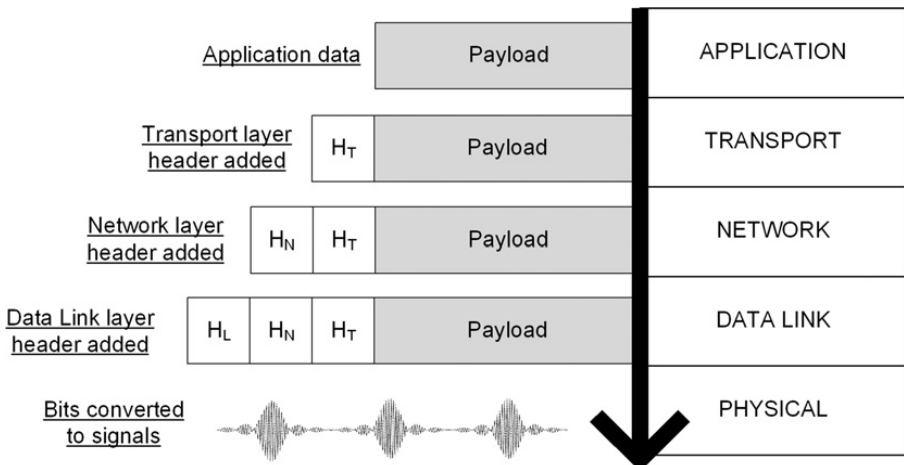 Application data Payload APPLICATION
Transport layer
header added H_T Payload TRANSPORT
Network layer
header added H_N H_T Payload NETWORK
Data Link layer
header added H_L H_N H_T Payload DATA LINK
Bits converted
to signals PHYSICAL